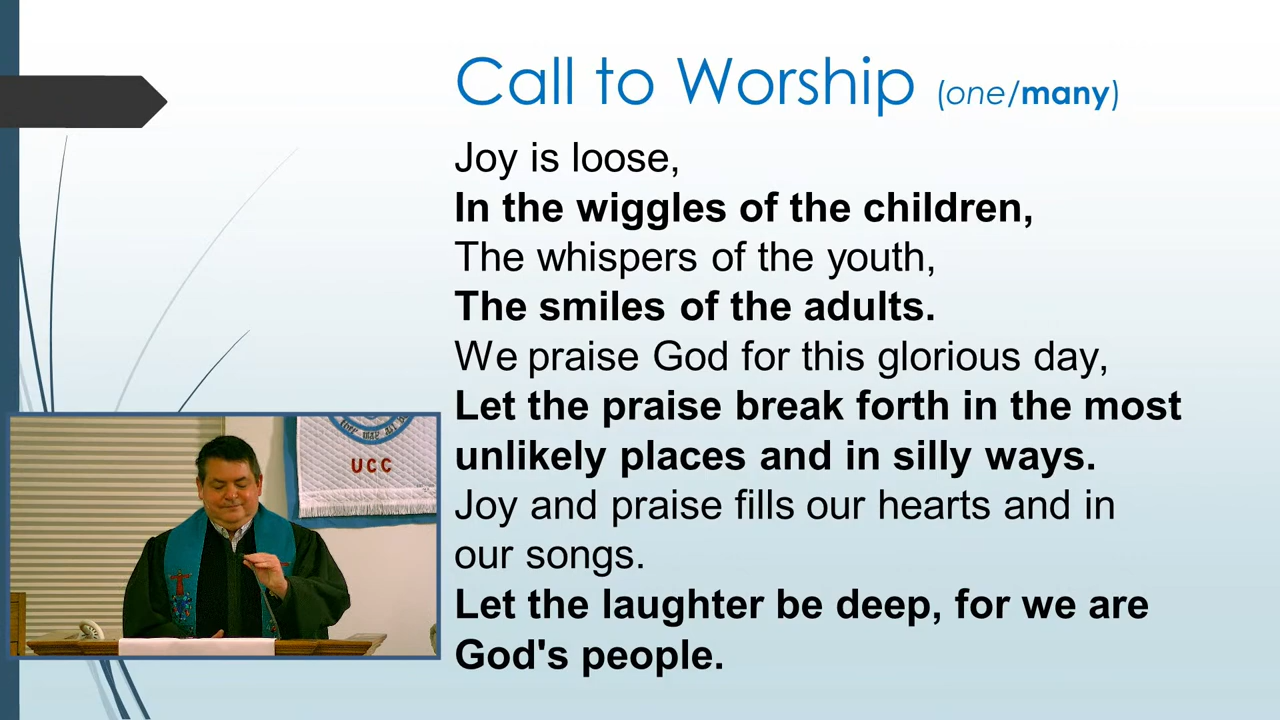 Call to Worship (one/many)
Joy is loose,
In the wiggles of the children,
The whispers of the youth,
The smiles of the adults.
We praise God for this glorious day,
Let the praise break forth in the most
unlikely places and in silly ways.
Joy and praise fills our hearts and in
our songs.
Let the laughter be deep, for we are
God's people.
UCC